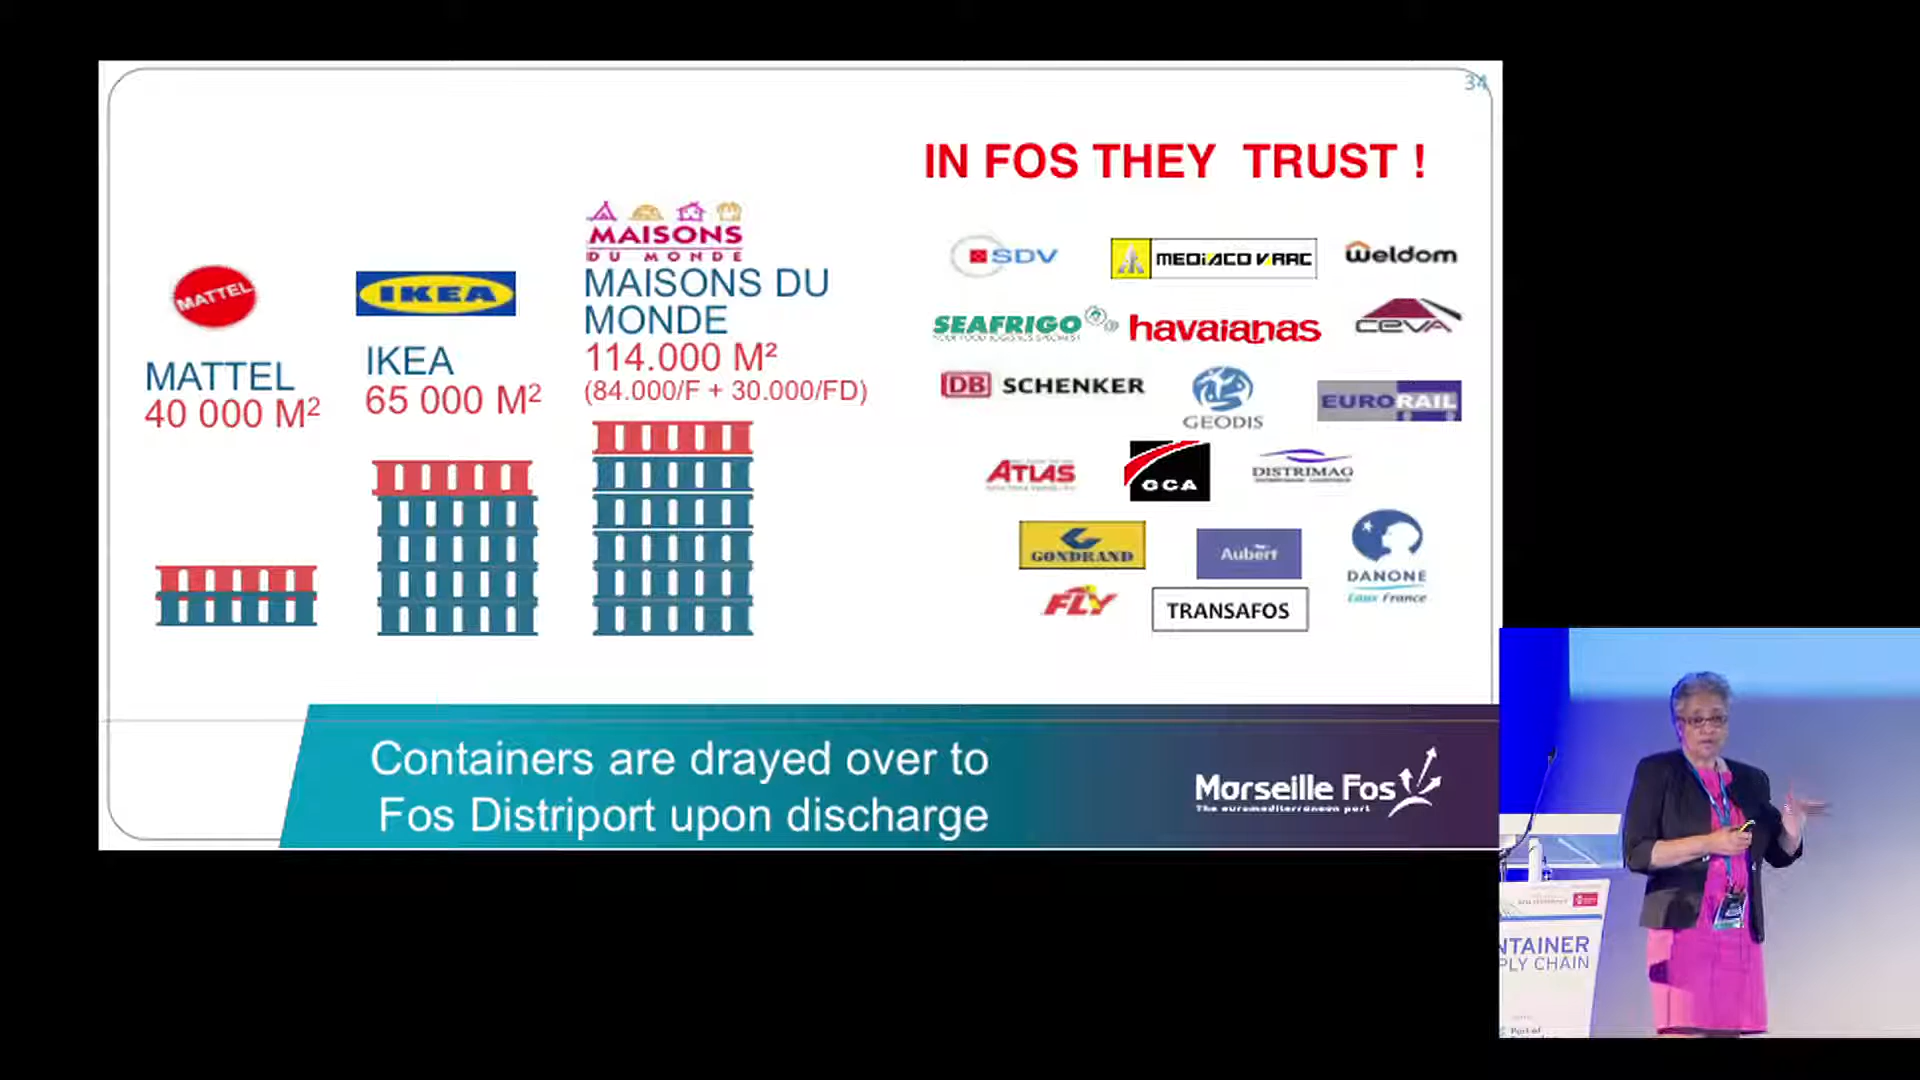 34
IN FOS THEY TRUST !
MATTEL
MATTEL
40 000 M²
IKEA
IKEA
65 000 M²
MAISONS
DU MONDE
MAISONS DU
MONDE
114.000 M²
(84.000/F + 30.000/FD)
SDV
MEDIACO VRAC
weldom
SEAFRIGO
havaianas
CEVA
DB SCHENKER
GEODIS
EURORAIL
ATLAS
GCA
DISTRIMAG
GONDRAND
Aubert
DANONE
Eaux France
FLY
TRANSAFOS
Containers are drayed over to
Fos Distriport upon discharge
Marseille Fos
The euromediterranean port
NTAINER
PLY CHAIN
Port of